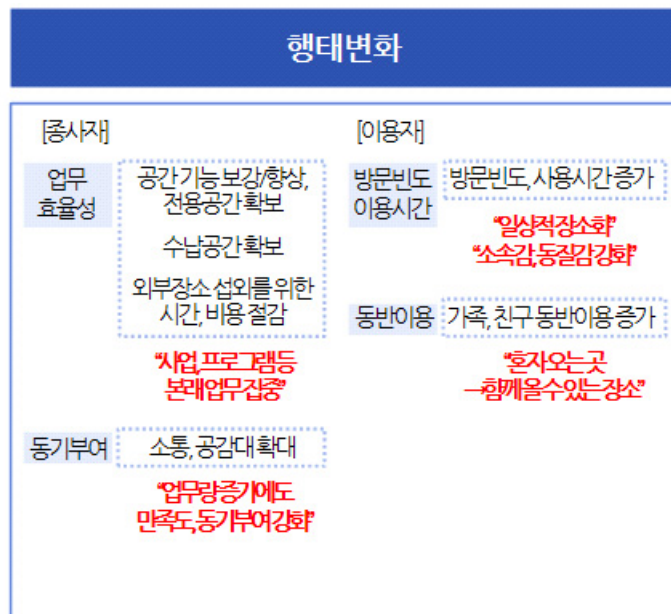 행태변화
[종사자]
업무
효율성
공간 기능 보강/향상,
전용공간 확보
수납공간 확보
외부장소 섭외를 위한
시간, 비용 절감
“사업,프로그램 등
본래 업무 집중”
동기부여
소통, 공감대 확대
“업무량 증가에도
만족도,동기부여 강화”
[이용자]
방문빈도
이용시간
방문빈도, 사용시간 증가
“일상적 장소화”
“소속감,동질감 강화”
동반이용
가족, 친구 동반이용 증가
“혼자 오는 곳
→함께 올 수 있는 장소”